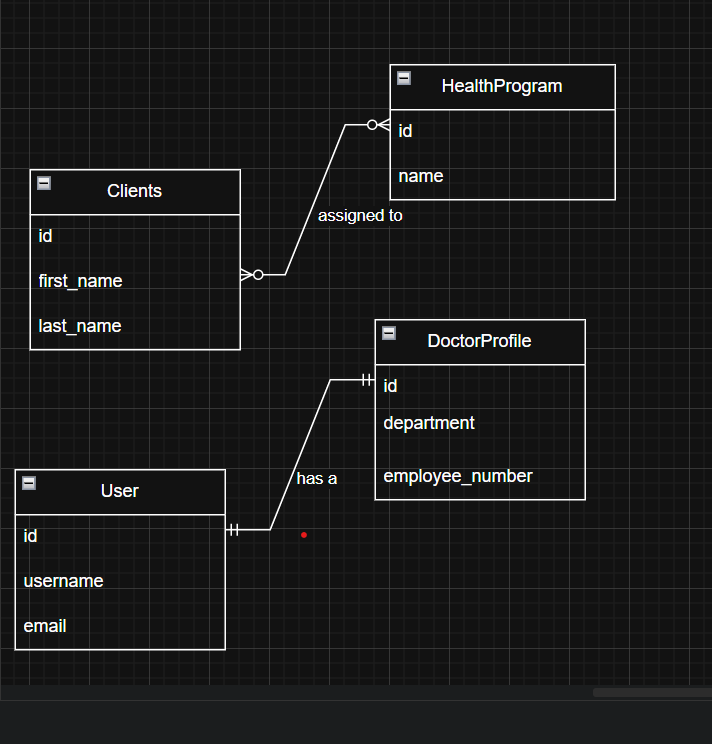 HealthProgram
id
name
assigned to
Clients
id
first_name
last_name
DoctorProfile
id
department
employee_number
has a
User
id
username
email